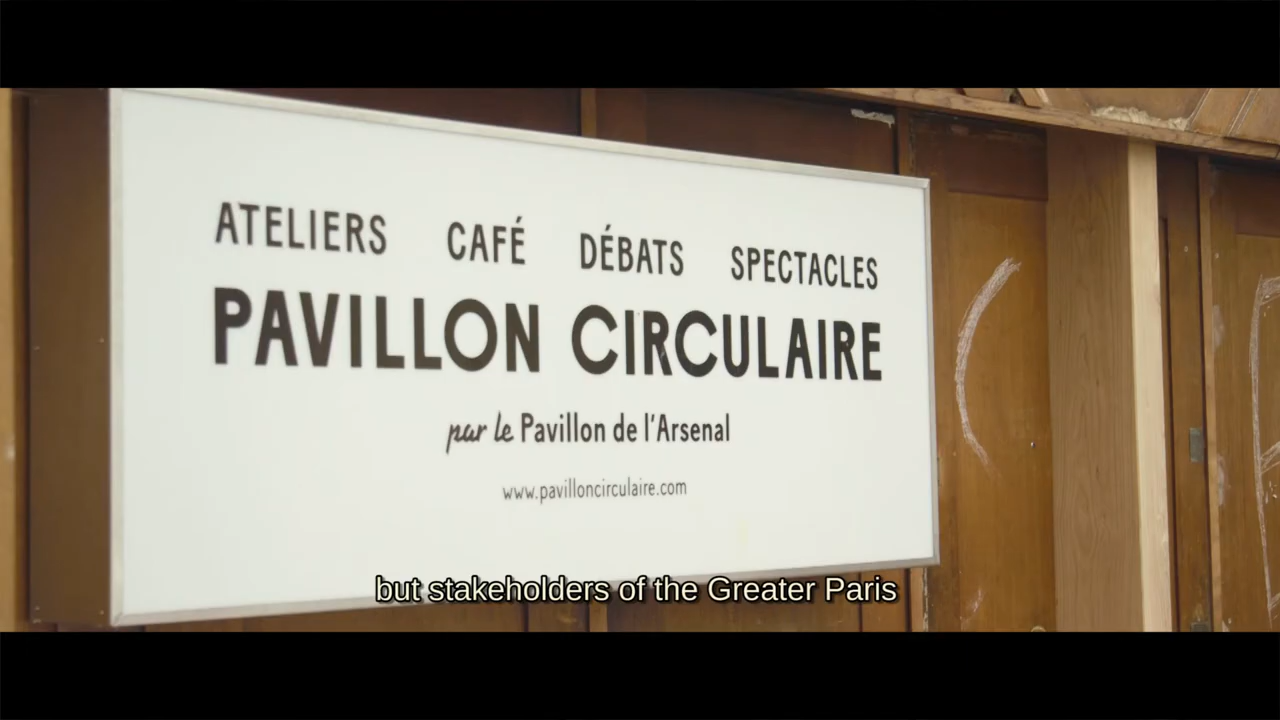 ATELIERS CAFÉ DÉBATS SPECTACLES
PAVILLON CIRCULAIRE
par le Pavillon de l'Arsenal
www.pavilloncirculaire.com
but stakeholders of the Greater Paris